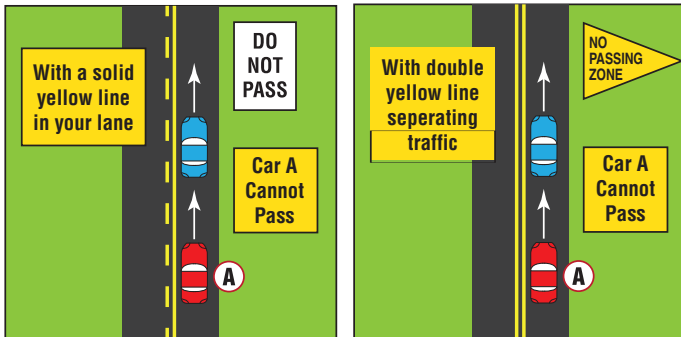 With a solid
yellow line
in your lane
DO
NOT
PASS
Car A
Cannot
Pass
A
With double
yellow line
seperating
traffic
NO
PASSING
ZONE
Car A
Cannot
Pass
A